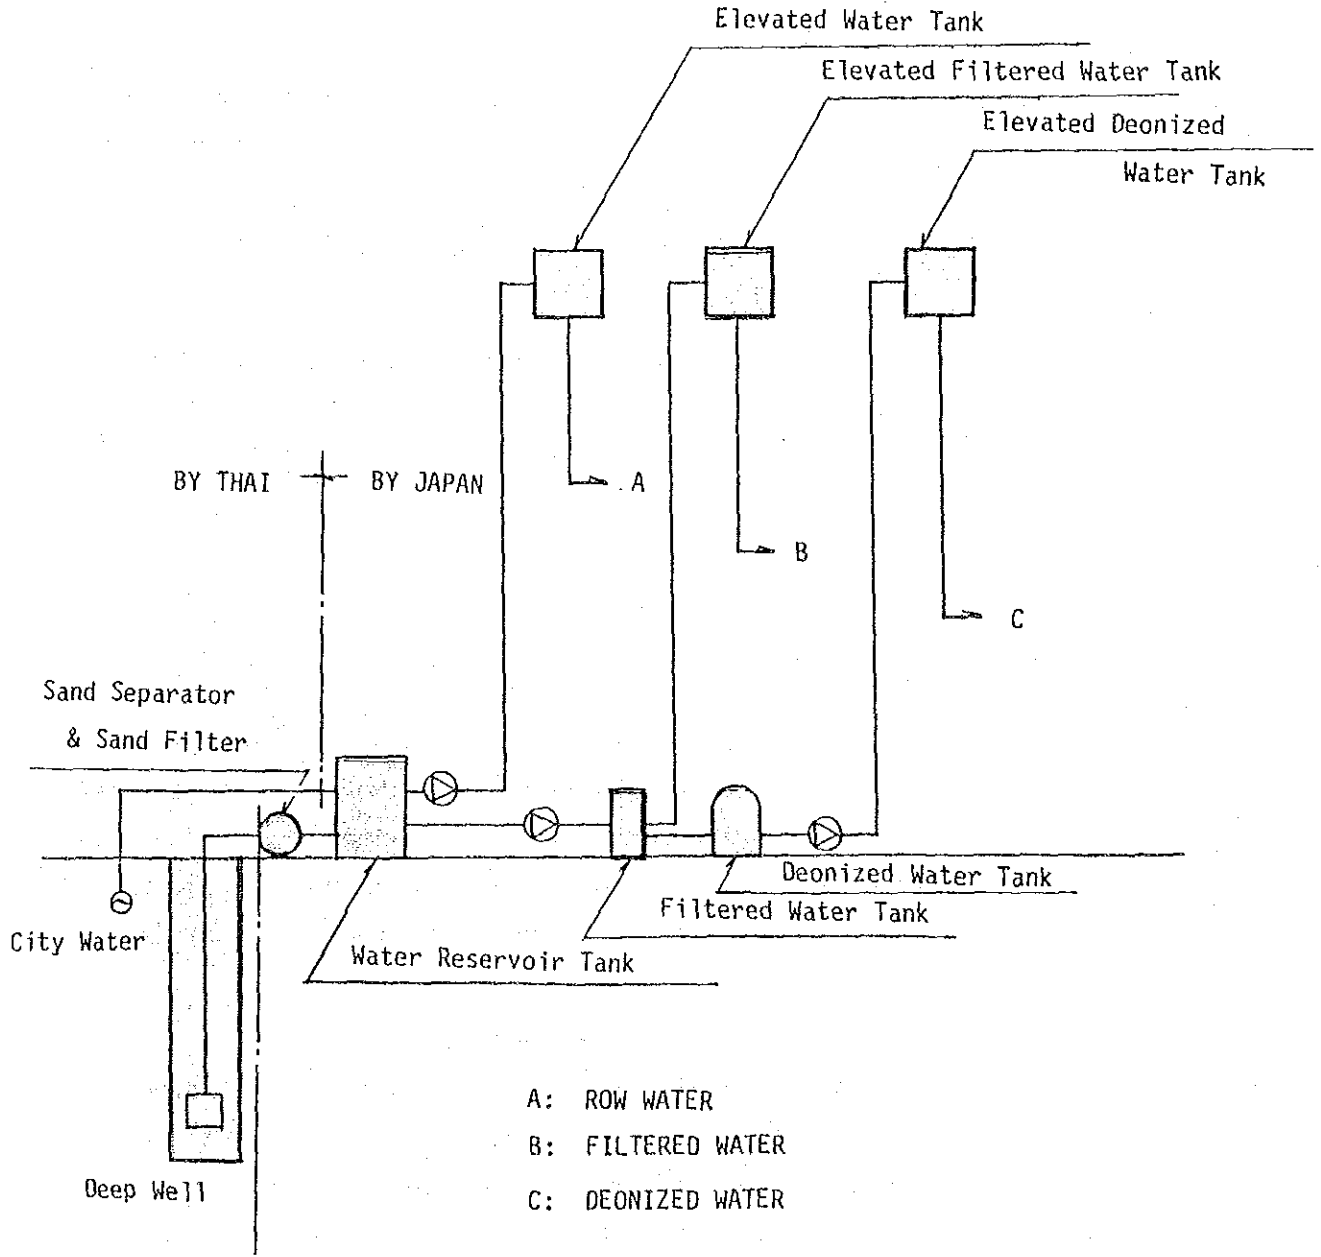 Elevated Water Tank
Elevated Filtered Water Tank
Elevated Deonized
Water Tank
BY THAI
BY JAPAN
A
B
C
Sand Separator
& Sand Filter
Deonized Water Tank
Filtered Water Tank
City Water
Water Reservoir Tank
A: ROW WATER
B: FILTERED WATER
Deep Well
C: DEONIZED WATER